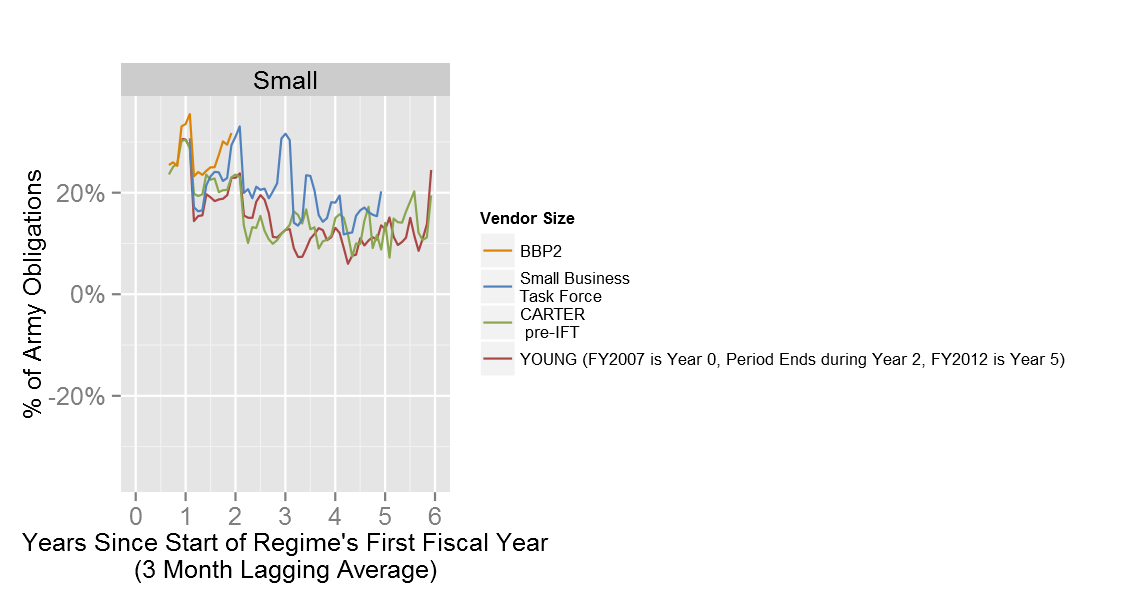 Small
% of Army Obligations
20%
0%
-20%
0 1 2 3 4 5 6
Years Since Start of Regime's First Fiscal Year
(3 Month Lagging Average)
Vendor Size
BBP2
Small Business
Task Force
CARTER
pre-IFT
YOUNG (FY2007 is Year 0, Period Ends during Year 2, FY2012 is Year 5)